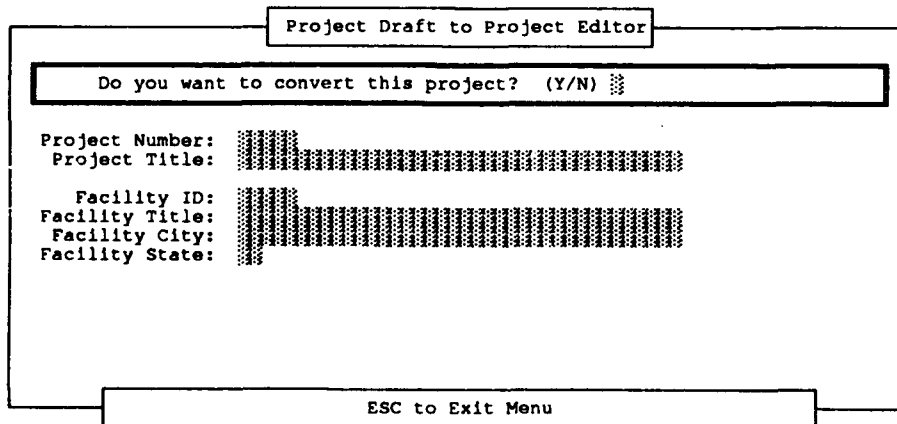 Project Draft to Project Editor
Do you want to convert this project? (Y/N)
Project Number:
Project Title:
Facility ID:
Facility Title:
Facility City:
Facility State:
ESC to Exit Menu